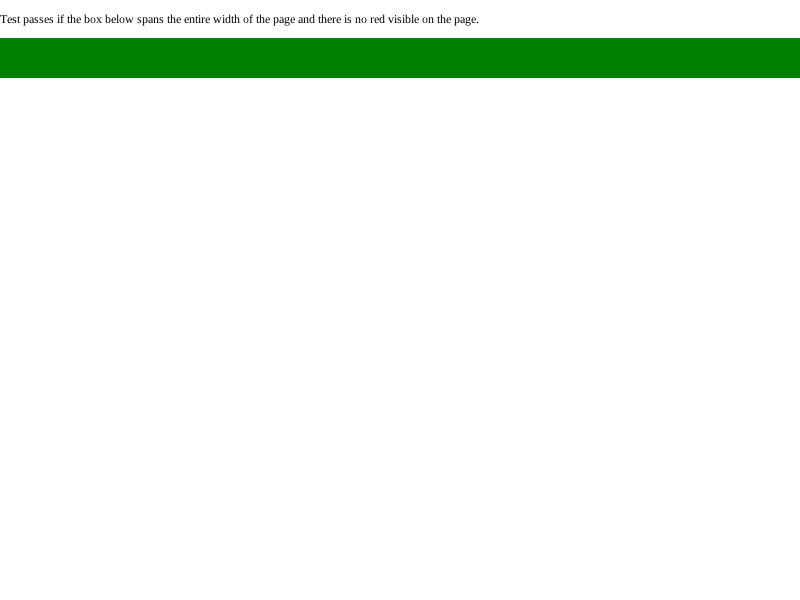 Test passes if the box below spans the entire width of the page and there is no red visible on the page.